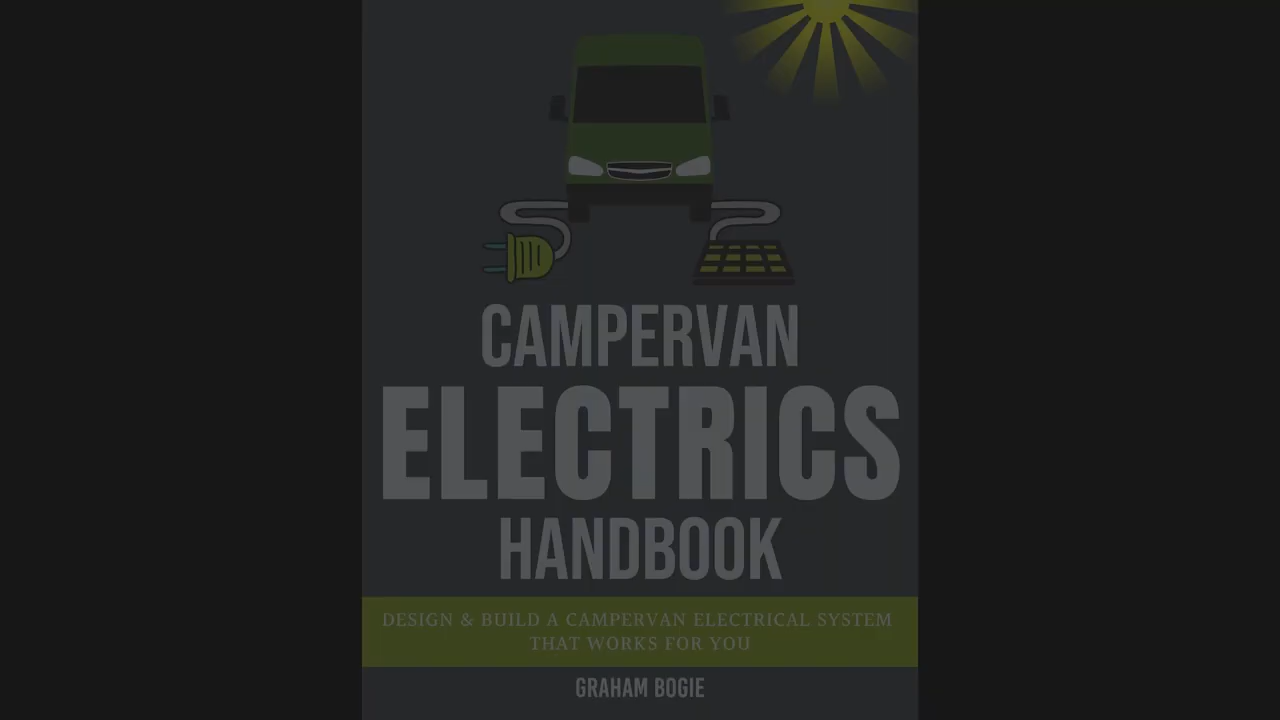 CAMPERVAN
ELECTRICS
HANDBOOK
DESIGN & BUILD A CAMPERVAN ELECTRICAL SYSTEM
THAT WORKS FOR YOU
GRAHAM BOGIE